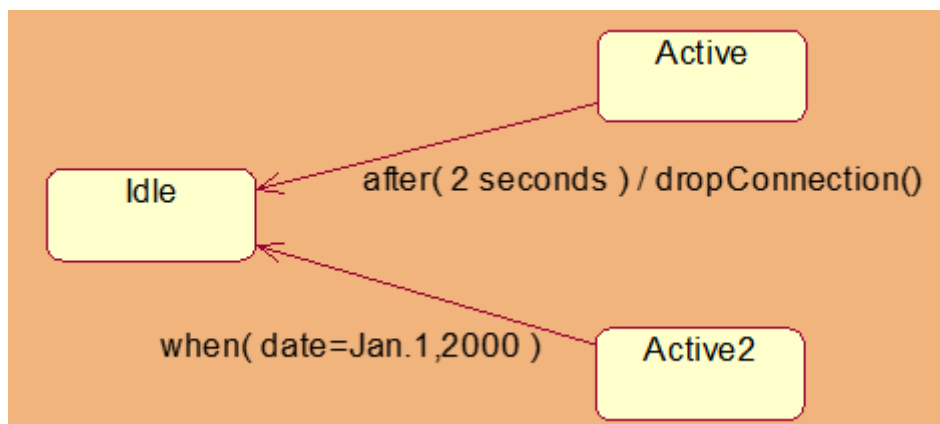 Active
Idle
after( 2 seconds ) / dropConnection()
when( date=Jan.1,2000 )
Active2